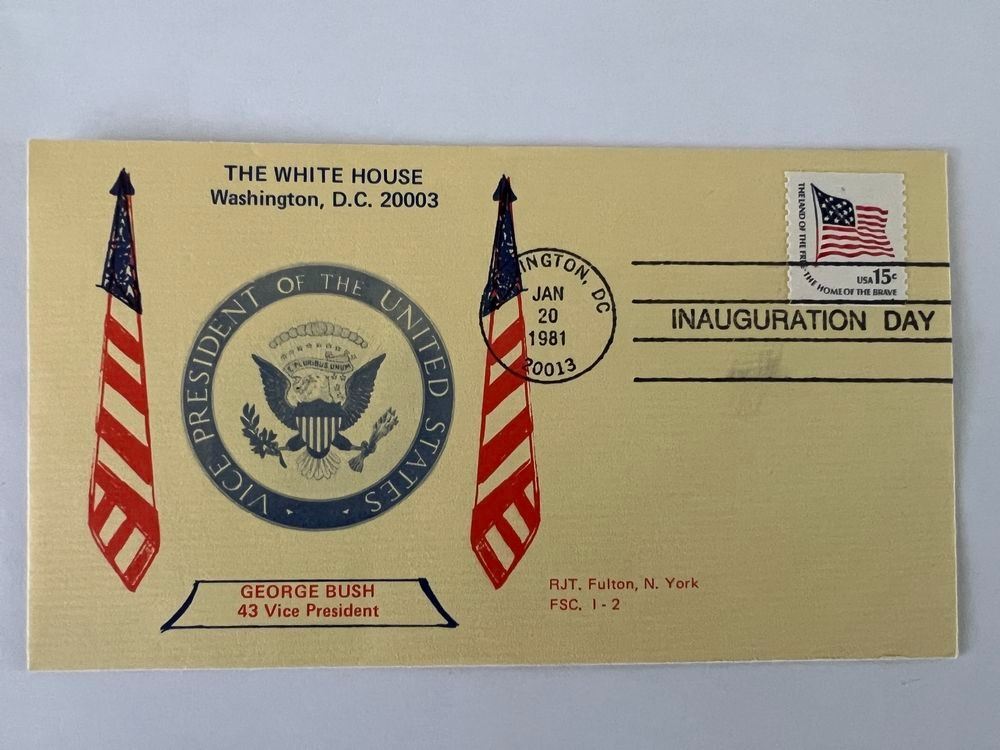 THE WHITE HOUSE
Washington, D.C. 20003
VICE PRESIDENT OF THE UNITED STATES
E PLURIBUS UNUM
GEORGE BUSH
43 Vice President
INGTON, DC
JAN
20
1981
20013
THE LAND OF THE FREE • THE HOME OF THE BRAVE
USA 15c
INAUGURATION DAY
RJT. Fulton, N. York
FSC. 1-2